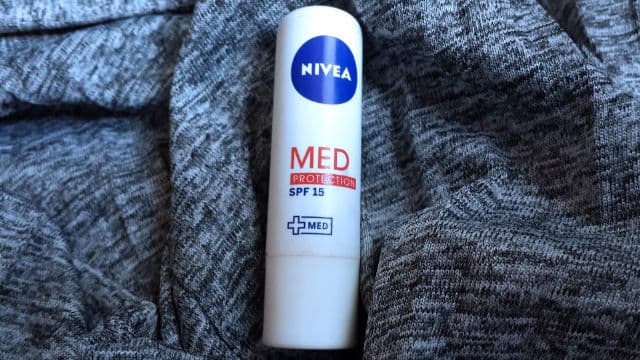 NIVEA
MED
PROTECTION
SPF 15
MED